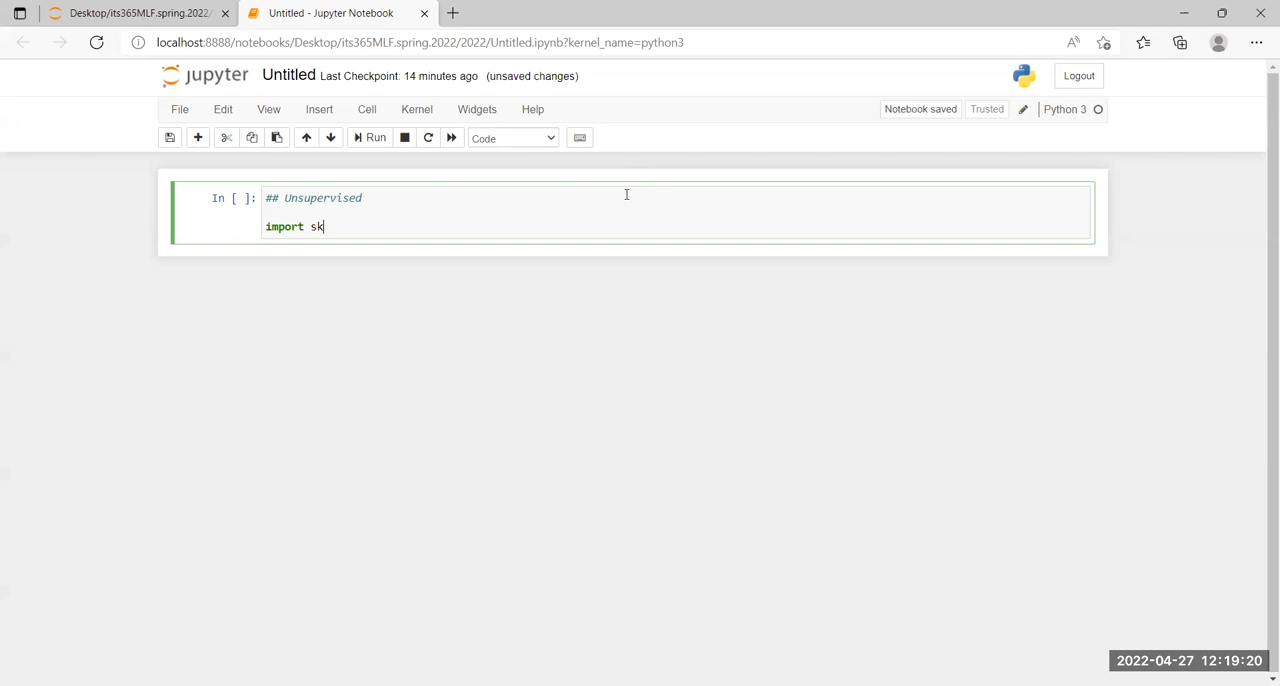 Desktop/its365MLF.spring.2022/
Untitled - Jupyter Notebook
localhost:8888/notebooks/Desktop/its365MLF.spring.2022/2022/Untitled.ipynb?kernel_name=python3
jupyter Untitled Last Checkpoint: 14 minutes ago (unsaved changes)
Logout
File Edit View Insert Cell Kernel Widgets Help
Notebook saved Trusted Python 3
Run Code
In [ ]: ## Unsupervised
import sk
2022-04-27 12:19:20